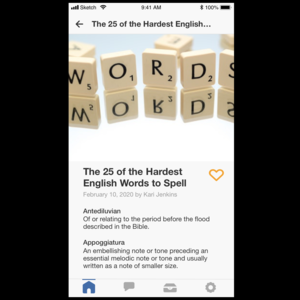 Sketch 9:41 AM 100%
The 25 of the Hardest English...
W O R D S
5 2 2
The 25 of the Hardest
English Words to Spell
February 10, 2020 by Kari Jenkins
Antediluvian
Of or relating to the period before the flood
described in the Bible.
Appoggiatura
An embellishing note or tone preceding an
essential melodic note or tone and usually
written as a note of smaller size.